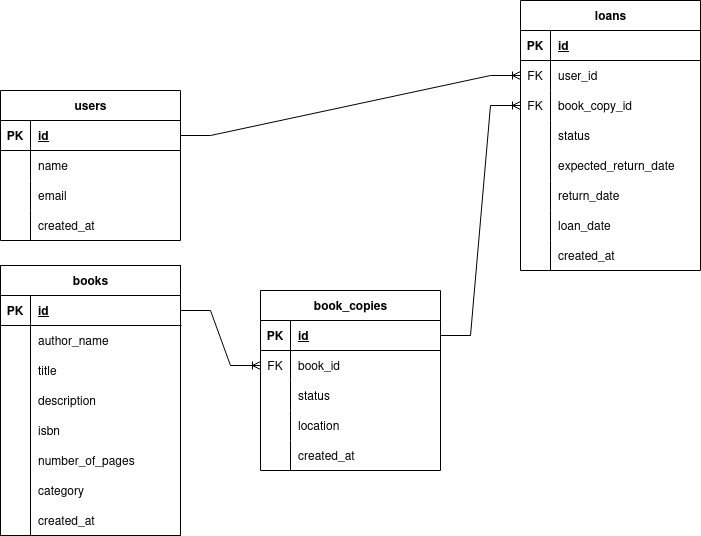 loans
PK id
FK user_id
FK book_copy_id
status
expected_return_date
return_date
loan_date
created_at
users
PK id
name
email
created_at
books
PK id
author_name
title
description
isbn
number_of_pages
category
created_at
book_copies
PK id
FK book_id
status
location
created_at